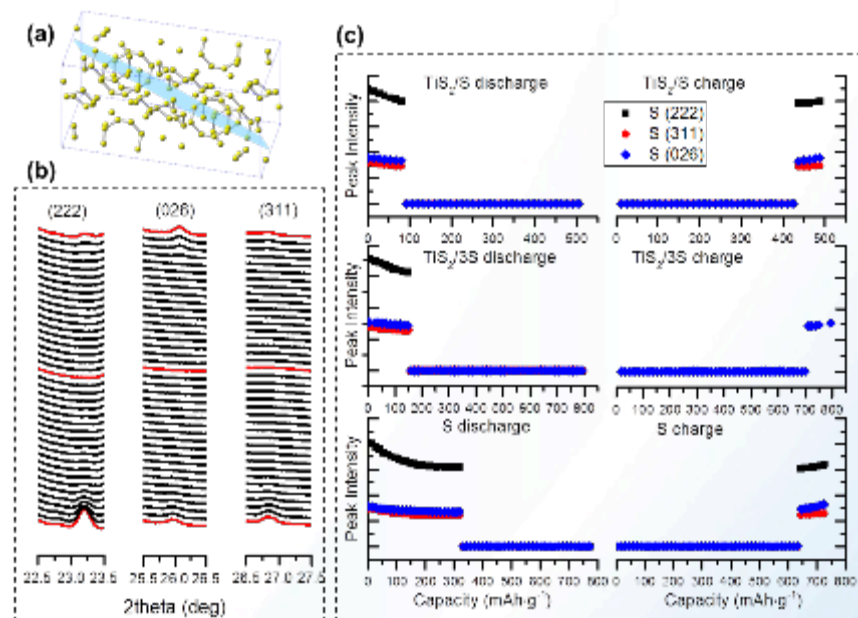 (a)
(b)
(222) (026) (311)
22.5 23.0 23.5 25.5 26.0 26.5 26.5 27.0 27.5
2theta (deg)
(c)
TiS2/S discharge
TiS2/S charge
S (222)
S (311)
S (026)
Peak Intensity
0 100 200 300 400 500
0 100 200 300 400 500
TiS2/3S discharge
TiS2/3S charge
Peak Intensity
0 100 200 300 400 500 600 700 800
0 100 200 300 400 500 600 700 800
S discharge
S charge
Peak Intensity
0 100 200 300 400 500 600 700 800
0 200 400 600 800
Capacity (mAh·g⁻¹)
Capacity (mAh·g⁻¹)